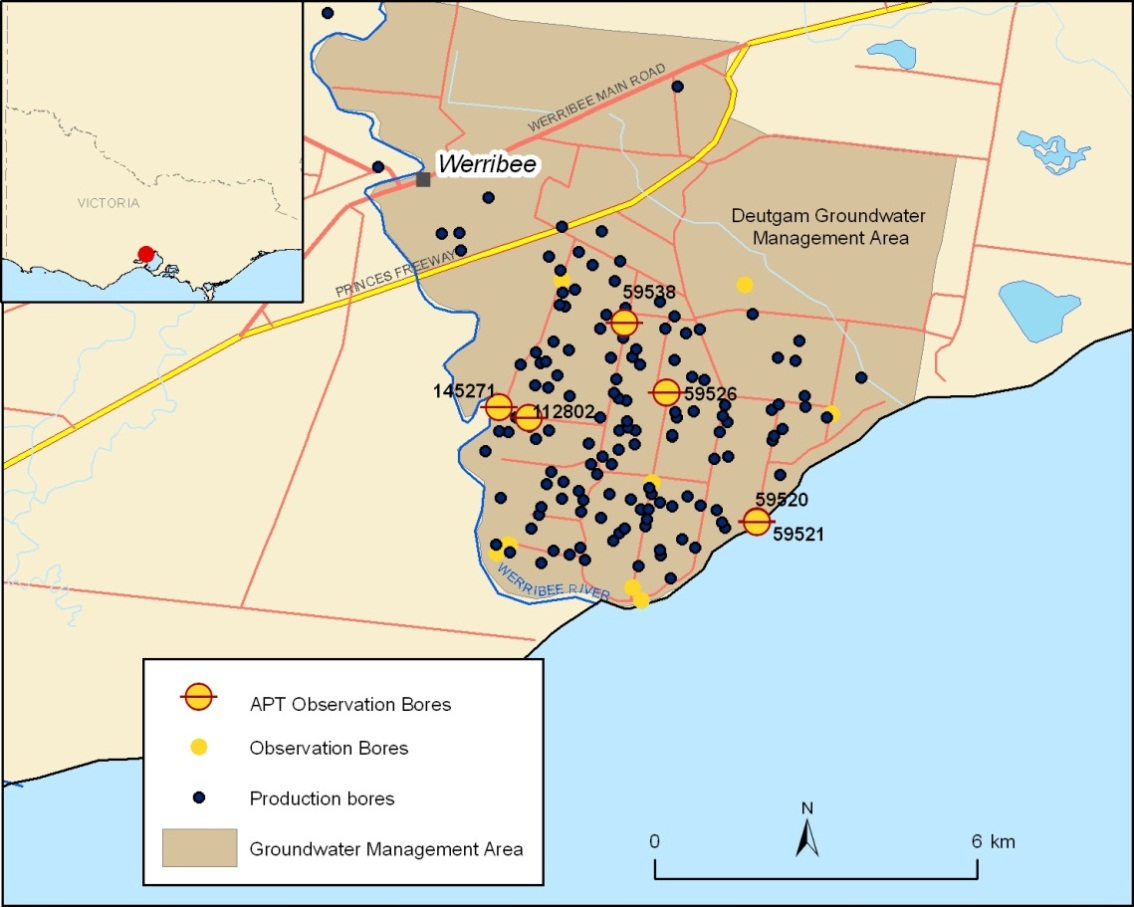 VICTORIA
WERRIBEE MAIN ROAD
Werribee
Deutgam Groundwater
Management Area
PRINCES FREEWAY
59538
145271
112802
59526
59520
59521
WERRIBEE RIVER
APT Observation Bores
Observation Bores
Production bores
Groundwater Management Area
N
0
6 km